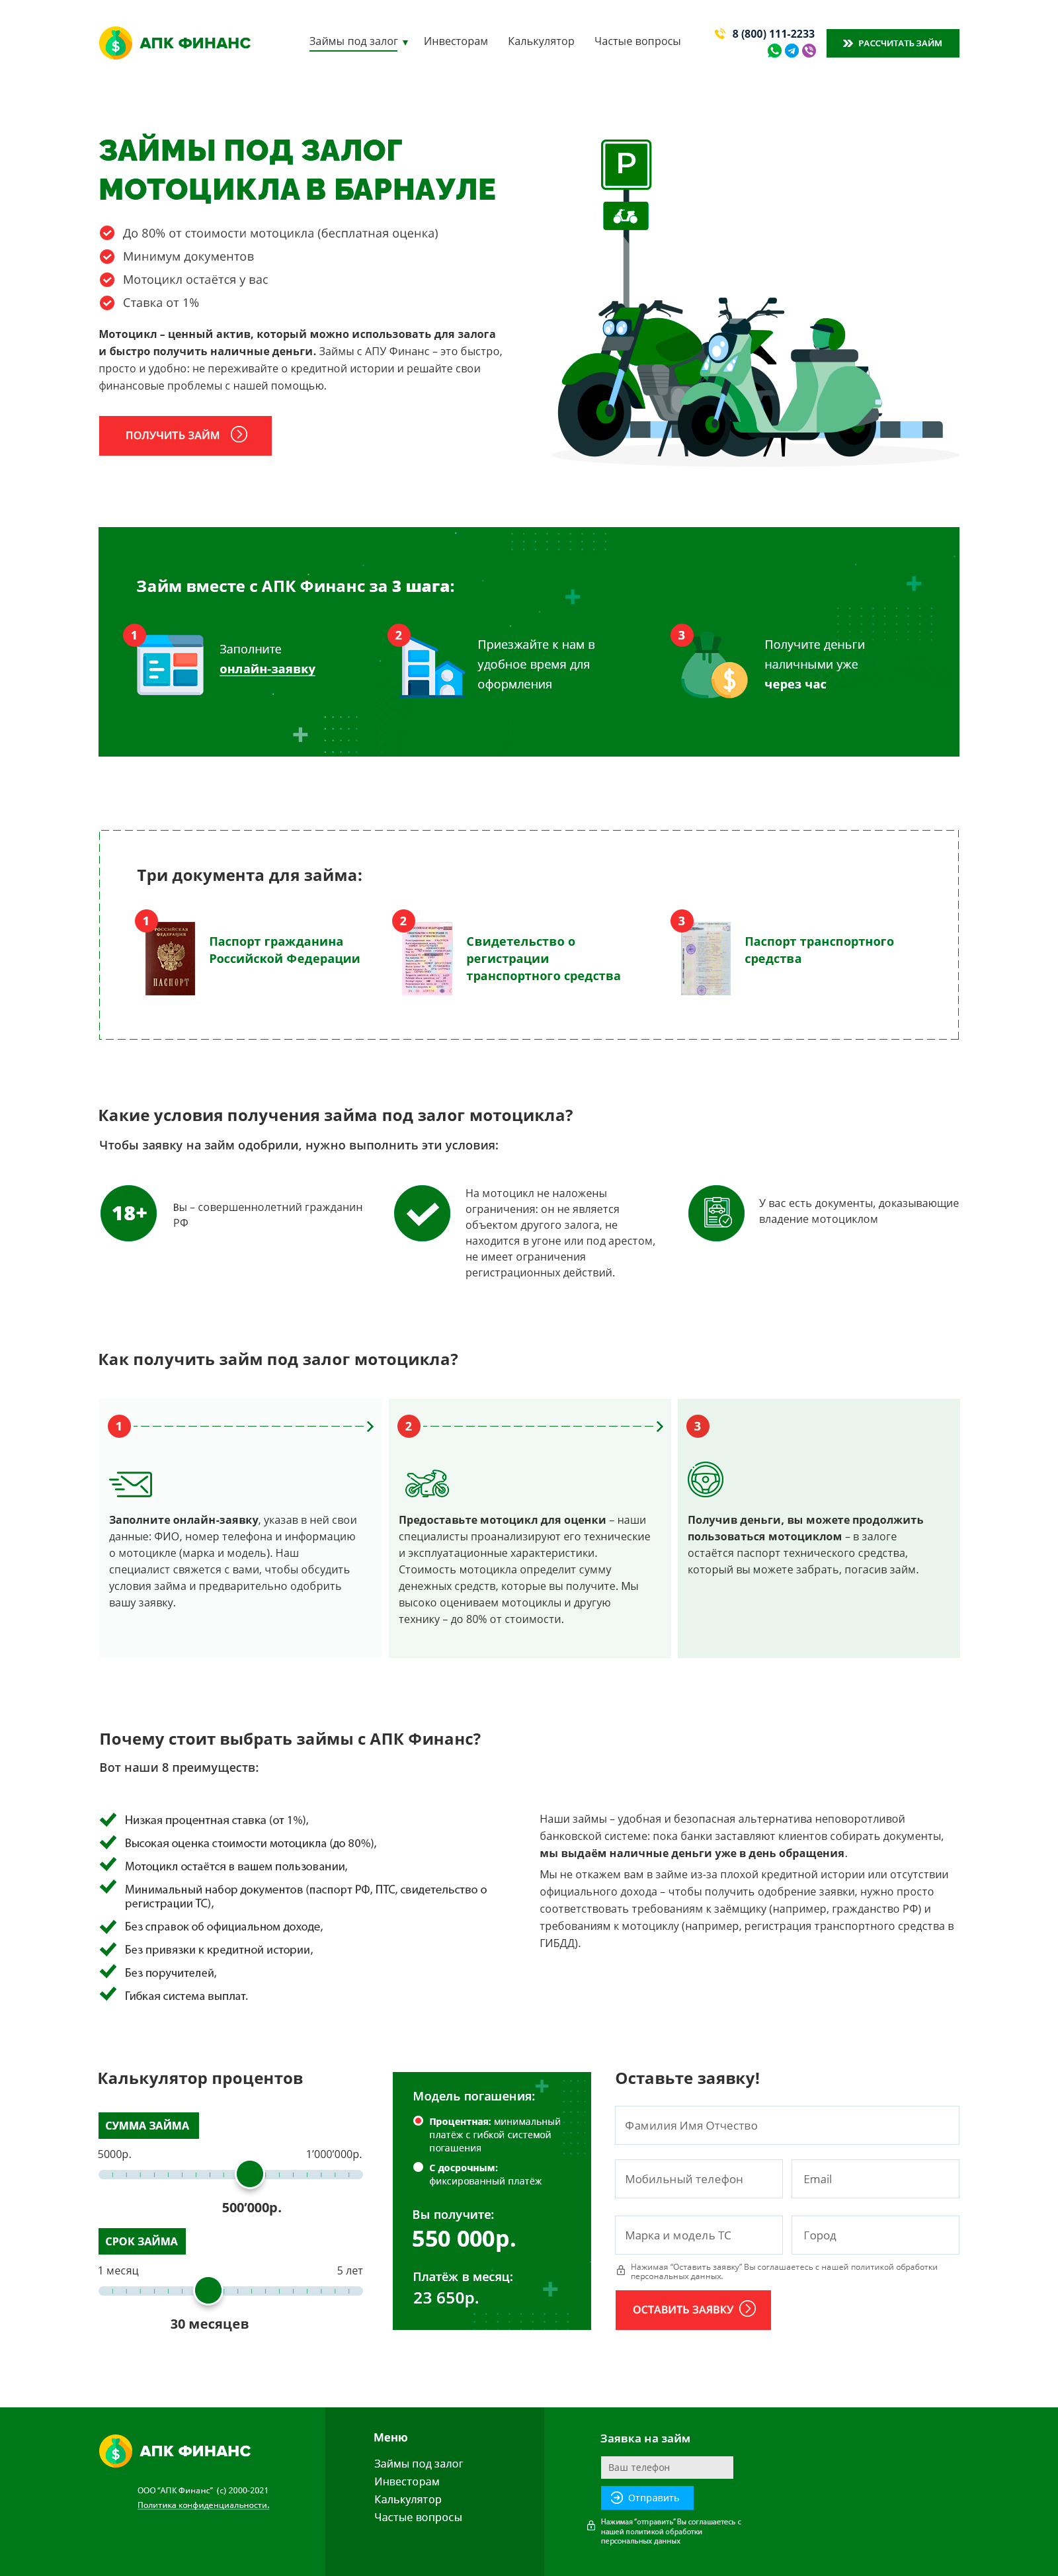 АПК ФИНАНС
Займы под залог ▼
Инвесторам
Калькулятор
Частые вопросы
8 (800) 111-2233
РАССЧИТАТЬ ЗАЙМ
ЗАЙМЫ ПОД ЗАЛОГ
МОТОЦИКЛА В БАРНАУЛЕ
До 80% от стоимости мотоцикла (бесплатная оценка)
Минимум документов
Мотоцикл остаётся у вас
Ставка от 1%
Мотоцикл – ценный актив, который можно использовать для залога
и быстро получить наличные деньги. Займы с АПУ Финанс – это быстро,
просто и удобно: не переживайте о кредитной истории и решайте свои
финансовые проблемы с нашей помощью.
ПОЛУЧИТЬ ЗАЙМ
P
Займ вместе с АПК Финанс за 3 шага:
1
Заполните
онлайн-заявку
2
Приезжайте к нам в
удобное время для
оформления
3
$
Получите деньги
наличными уже
через час
Три документа для займа:
1
РОССИЙСКАЯ
ФЕДЕРАЦИЯ
ПАСПОРТ
Паспорт гражданина
Российской Федерации
2
Свидетельство о
регистрации
транспортного средства
3
Паспорт транспортного
средства
Какие условия получения займа под залог мотоцикла?
Чтобы заявку на займ одобрили, нужно выполнить эти условия:
18+
Вы – совершеннолетний гражданин
РФ
На мотоцикл не наложены
ограничения: он не является
объектом другого залога, не
находится в угоне или под арестом,
не имеет ограничения
регистрационных действий.
У вас есть документы, доказывающие
владение мотоциклом
Как получить займ под залог мотоцикла?
1
Заполните онлайн-заявку, указав в ней свои
данные: ФИО, номер телефона и информацию
о мотоцикле (марка и модель). Наш
специалист свяжется с вами, чтобы обсудить
условия займа и предварительно одобрить
вашу заявку.
2
Предоставьте мотоцикл для оценки – наши
специалисты проанализируют его технические
и эксплуатационные характеристики.
Стоимость мотоцикла определит сумму
денежных средств, которые вы получите. Мы
высоко оцениваем мотоциклы и другую
технику – до 80% от стоимости.
3
Получив деньги, вы можете продолжить
пользоваться мотоциклом – в залоге
остаётся паспорт технического средства,
который вы можете забрать, погасив займ.
Почему стоит выбрать займы с АПК Финанс?
Вот наши 8 преимуществ:
Низкая процентная ставка (от 1%),
Высокая оценка стоимости мотоцикла (до 80%),
Мотоцикл остаётся в вашем пользовании,
Минимальный набор документов (паспорт РФ, ПТС, свидетельство о
регистрации ТС),
Без справок об официальном доходе,
Без привязки к кредитной истории,
Без поручителей,
Гибкая система выплат.
Наши займы – удобная и безопасная альтернатива неповоротливой
банковской системе: пока банки заставляют клиентов собирать документы,
мы выдаём наличные деньги уже в день обращения.
Мы не откажем вам в займе из-за плохой кредитной истории или отсутствии
официального дохода – чтобы получить одобрение заявки, нужно просто
соответствовать требованиям к заёмщику (например, гражданство РФ) и
требованиям к мотоциклу (например, регистрация транспортного средства в
ГИБДД).
Калькулятор процентов
СУММА ЗАЙМА
5000р.
1’000’000р.
500’000р.
СРОК ЗАЙМА
1 месяц
5 лет
30 месяцев
Модель погашения:
Процентная: минимальный
платёж с гибкой системой
погашения
С досрочным:
фиксированный платёж
Вы получите:
550 000р.
Платёж в месяц:
23 650р.
Оставьте заявку!
Фамилия Имя Отчество
Мобильный телефон
Email
Марка и модель ТС
Город
Нажимая “Оставить заявку” Вы соглашаетесь с нашей политикой обработки
персональных данных.
ОСТАВИТЬ ЗАЯВКУ
АПК ФИНАНС
ООО “АПК Финанс” (с) 2000-2021
Политика конфиденциальности.
Меню
Займы под залог
Инвесторам
Калькулятор
Частые вопросы
Заявка на займ
Ваш телефон
Отправить
Нажимая “отправить” Вы соглашаетесь с
нашей политикой обработки
персональных данных